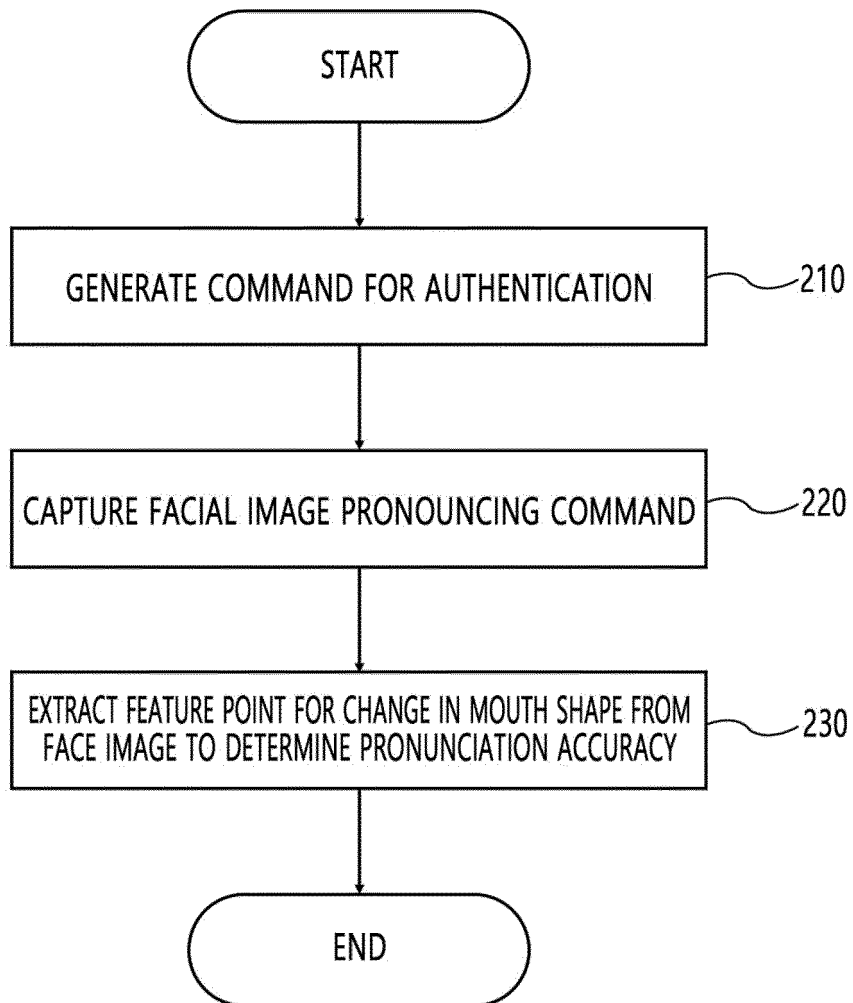 START
GENERATE COMMAND FOR AUTHENTICATION
210
CAPTURE FACIAL IMAGE PRONOUNCING COMMAND
220
EXTRACT FEATURE POINT FOR CHANGE IN MOUTH SHAPE FROM
FACE IMAGE TO DETERMINE PRONUNCIATION ACCURACY
230
END